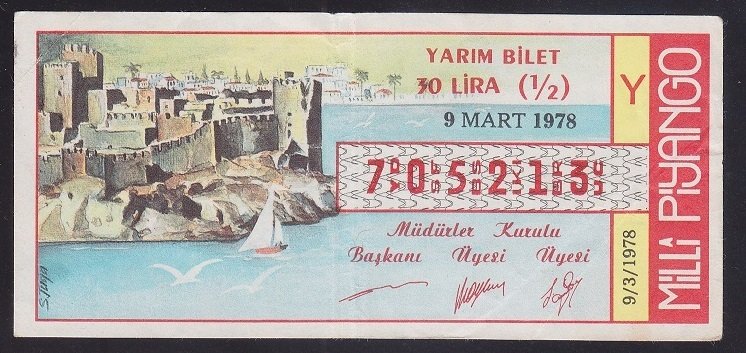 YARIM BİLET
30 LİRA (1/2)
9 MART 1978
705213
Müdürler Kurulu
Başkanı Üyesi Üyesi
Y
9/3/1978
MİLLİ PİYANGO